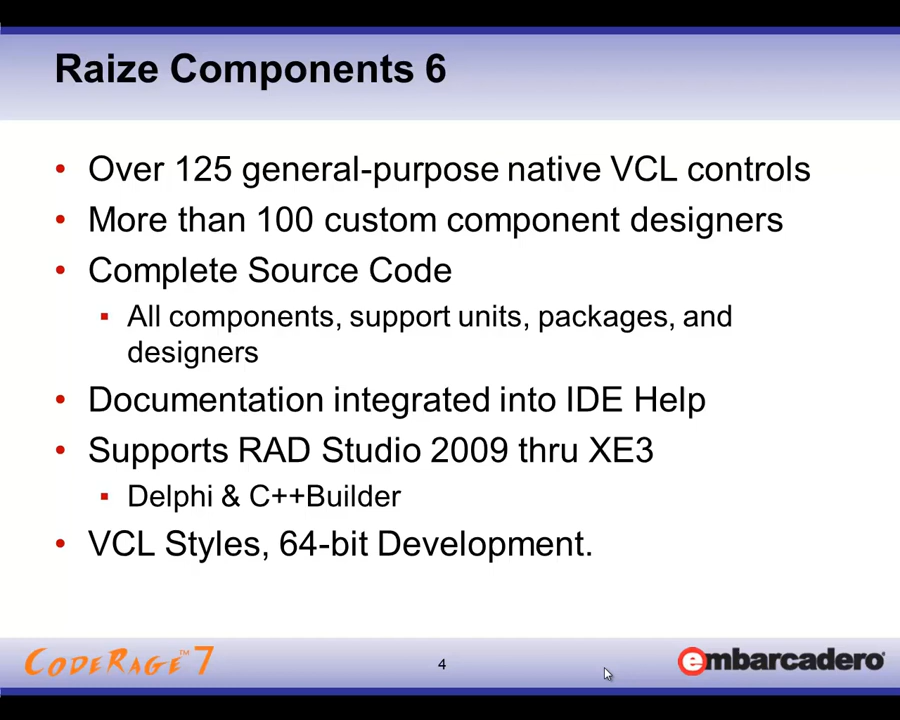 Raize Components 6
• Over 125 general-purpose native VCL controls
• More than 100 custom component designers
• Complete Source Code
▪ All components, support units, packages, and
designers
• Documentation integrated into IDE Help
• Supports RAD Studio 2009 thru XE3
▪ Delphi & C++Builder
• VCL Styles, 64-bit Development.
CODERAGE™ 7
4
embarcadero